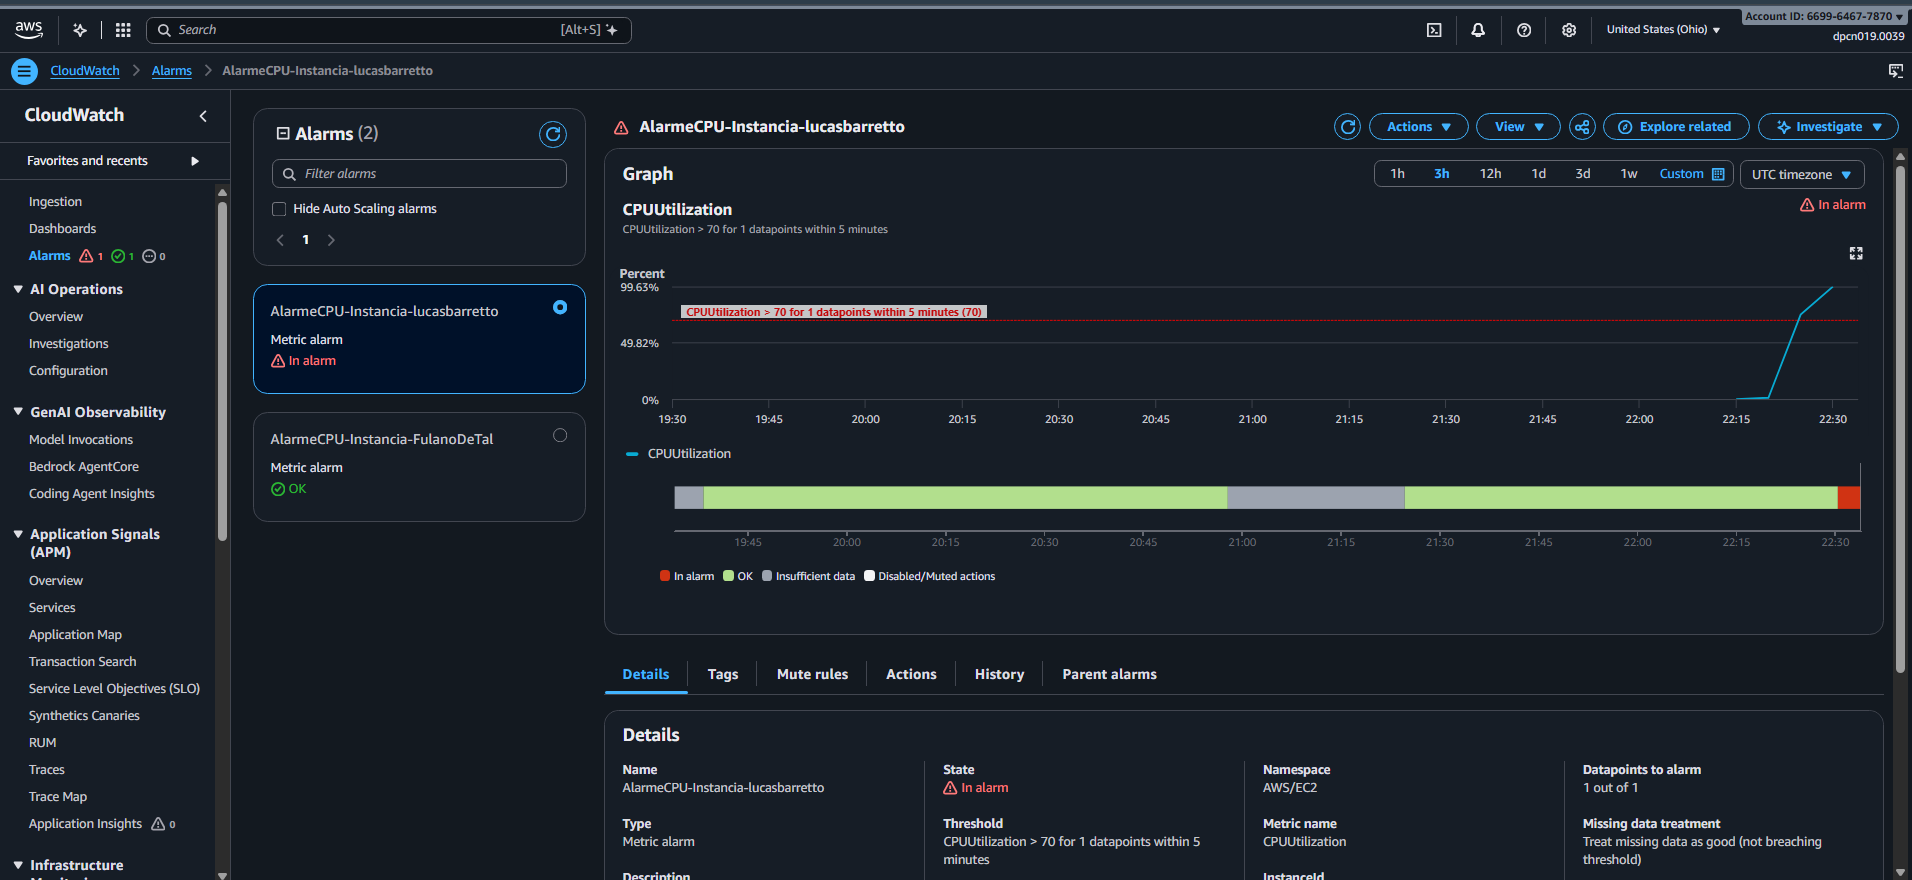 Account ID: 6699-6467-7870
aws
Search
[Alt+S]
United States (Ohio)
dpcn019.0039
CloudWatch
Alarms
AlarmeCPU-Instancia-lucasbarretto
CloudWatch
Favorites and recents
Ingestion
Dashboards
Alarms 1 1 0
AI Operations
Overview
Investigations
Configuration
GenAI Observability
Model Invocations
Bedrock AgentCore
Coding Agent Insights
Application Signals
(APM)
Overview
Services
Application Map
Transaction Search
Service Level Objectives (SLO)
Synthetics Canaries
RUM
Traces
Trace Map
Application Insights 0
Infrastructure
Alarms (2)
Filter alarms
Hide Auto Scaling alarms
1
AlarmeCPU-Instancia-lucasbarretto
Metric alarm
In alarm
AlarmeCPU-Instancia-FulanoDeTal
Metric alarm
OK
AlarmeCPU-Instancia-lucasbarretto
Actions
View
Explore related
Investigate
Graph
1h 3h 12h 1d 3d 1w Custom
UTC timezone
CPUUtilization
In alarm
CPUUtilization > 70 for 1 datapoints within 5 minutes
Percent
99.63%
CPUUtilization > 70 for 1 datapoints within 5 minutes (70)
49.82%
0%
19:30 19:45 20:00 20:15 20:30 20:45 21:00 21:15 21:30 21:45 22:00 22:15 22:30
CPUUtilization
19:45 20:00 20:15 20:30 20:45 21:00 21:15 21:30 21:45 22:00 22:15 22:30
In alarm OK Insufficient data Disabled/Muted actions
Details Tags Mute rules Actions History Parent alarms
Details
Name
AlarmeCPU-Instancia-lucasbarretto
Type
Metric alarm
Description
State
In alarm
Threshold
CPUUtilization > 70 for 1 datapoints within 5
minutes
Namespace
AWS/EC2
Metric name
CPUUtilization
InstanceId
Datapoints to alarm
1 out of 1
Missing data treatment
Treat missing data as good (not breaching
threshold)